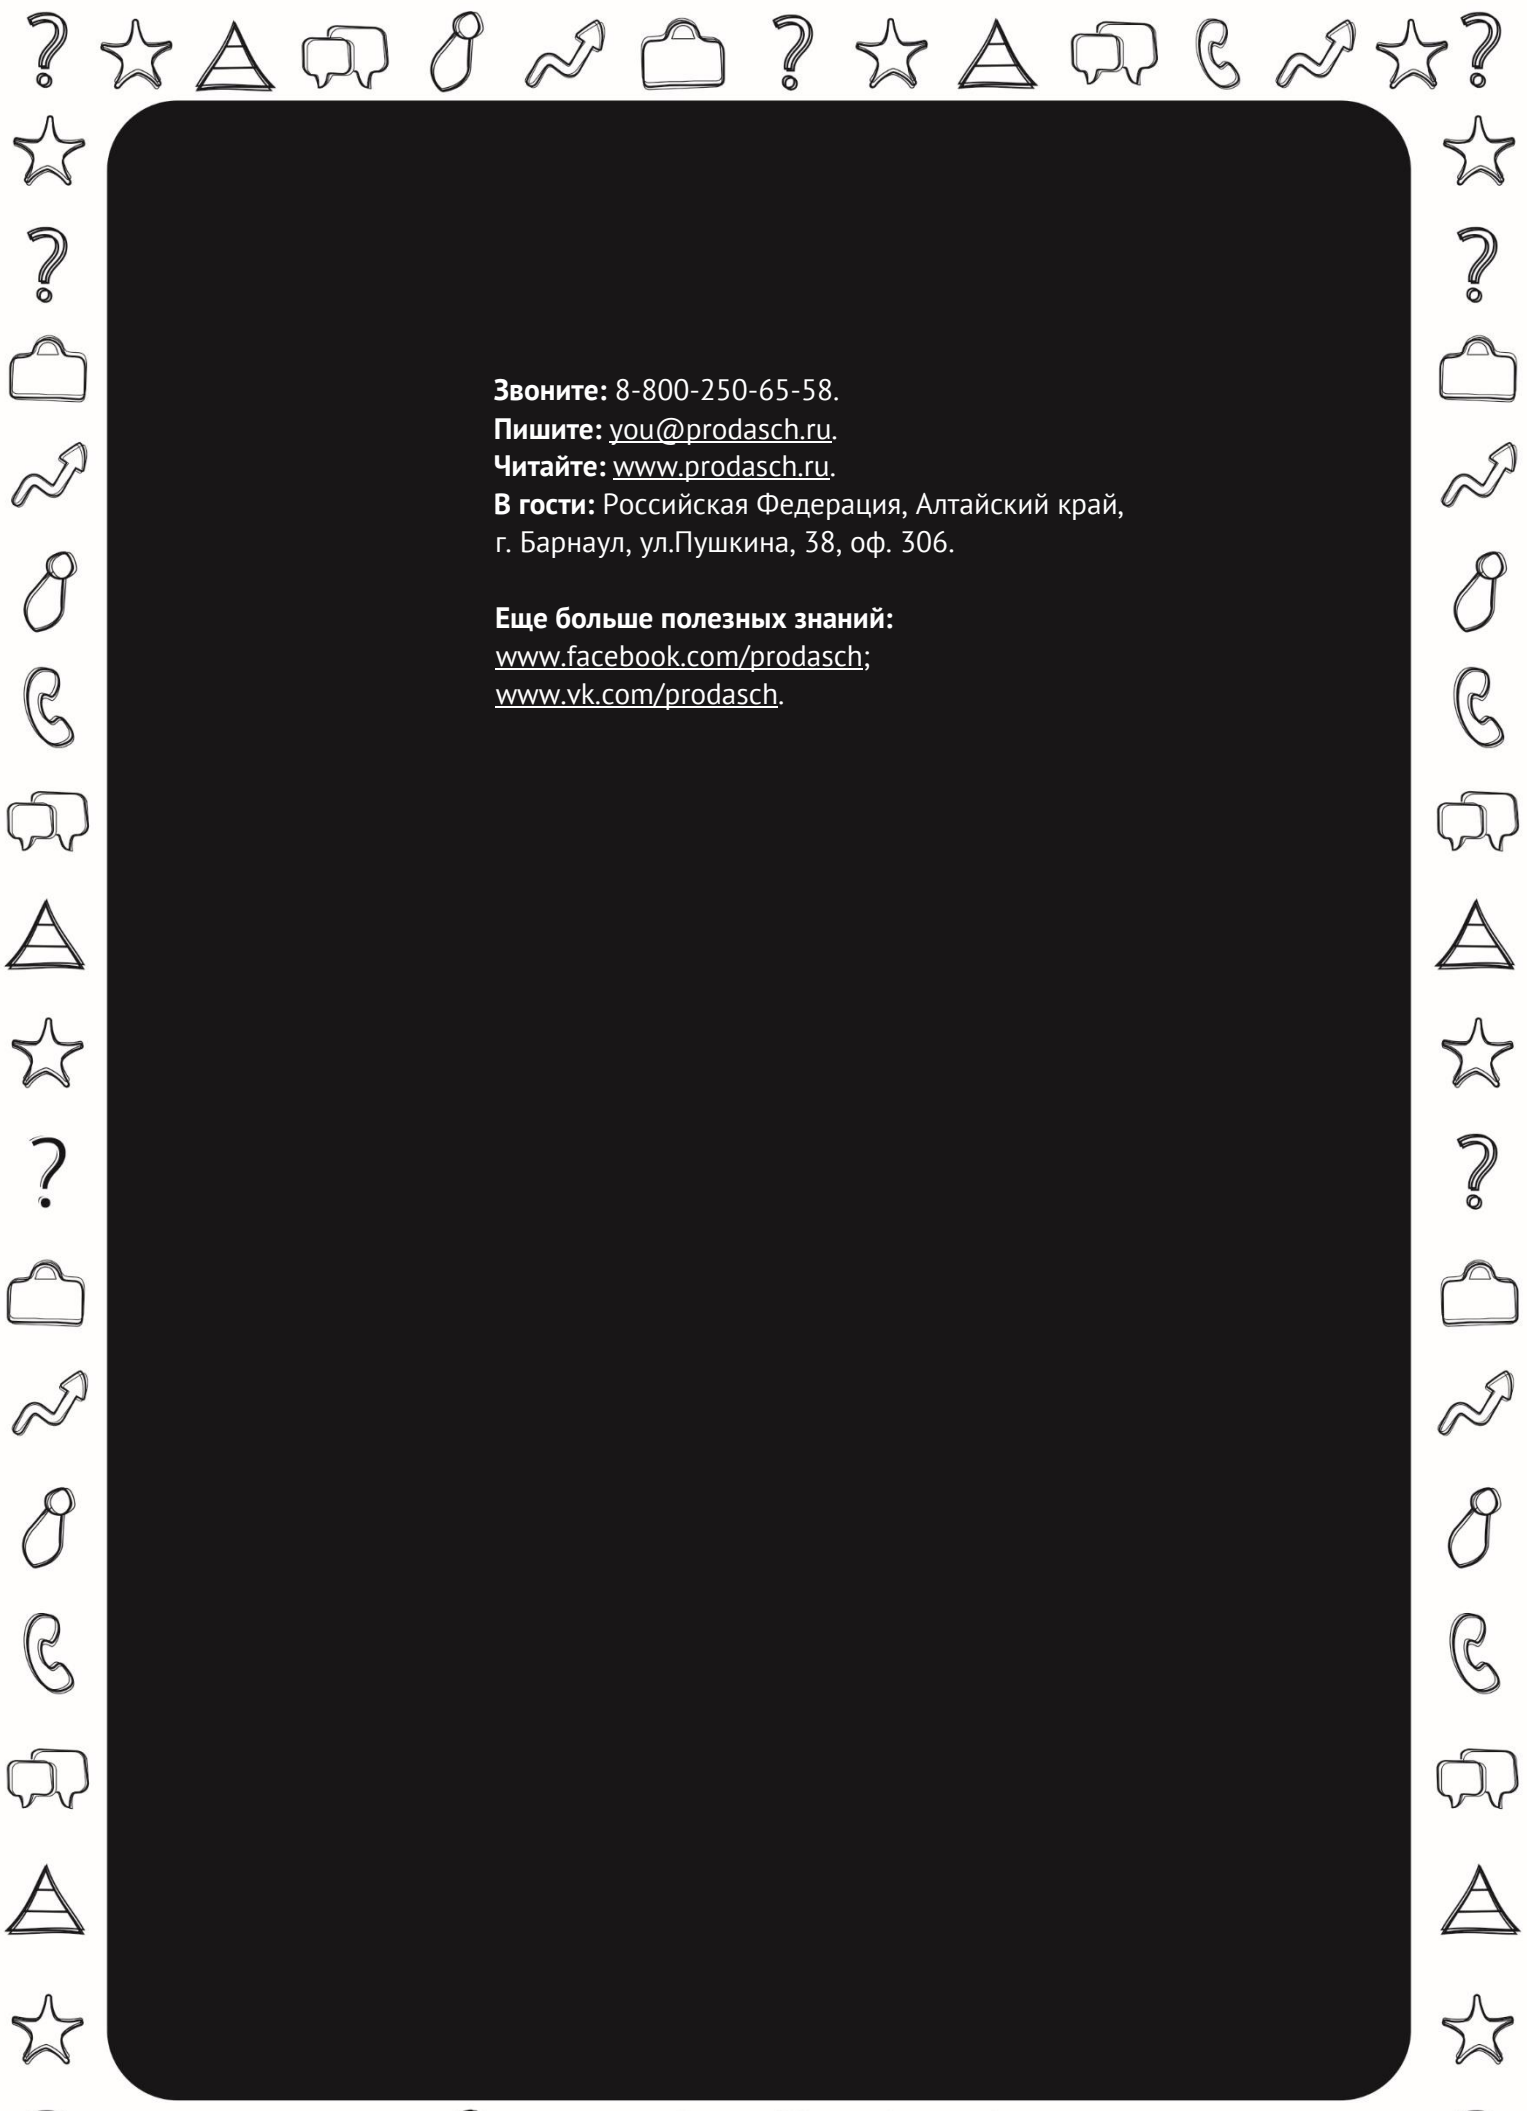 Звоните: 8-800-250-65-58.
Пишите: you@prodasch.ru.
Читайте: www.prodasch.ru.
В гости: Российская Федерация, Алтайский край,
г. Барнаул, ул.Пушкина, 38, оф. 306.
Еще больше полезных знаний:
www.facebook.com/prodasch;
www.vk.com/prodasch.